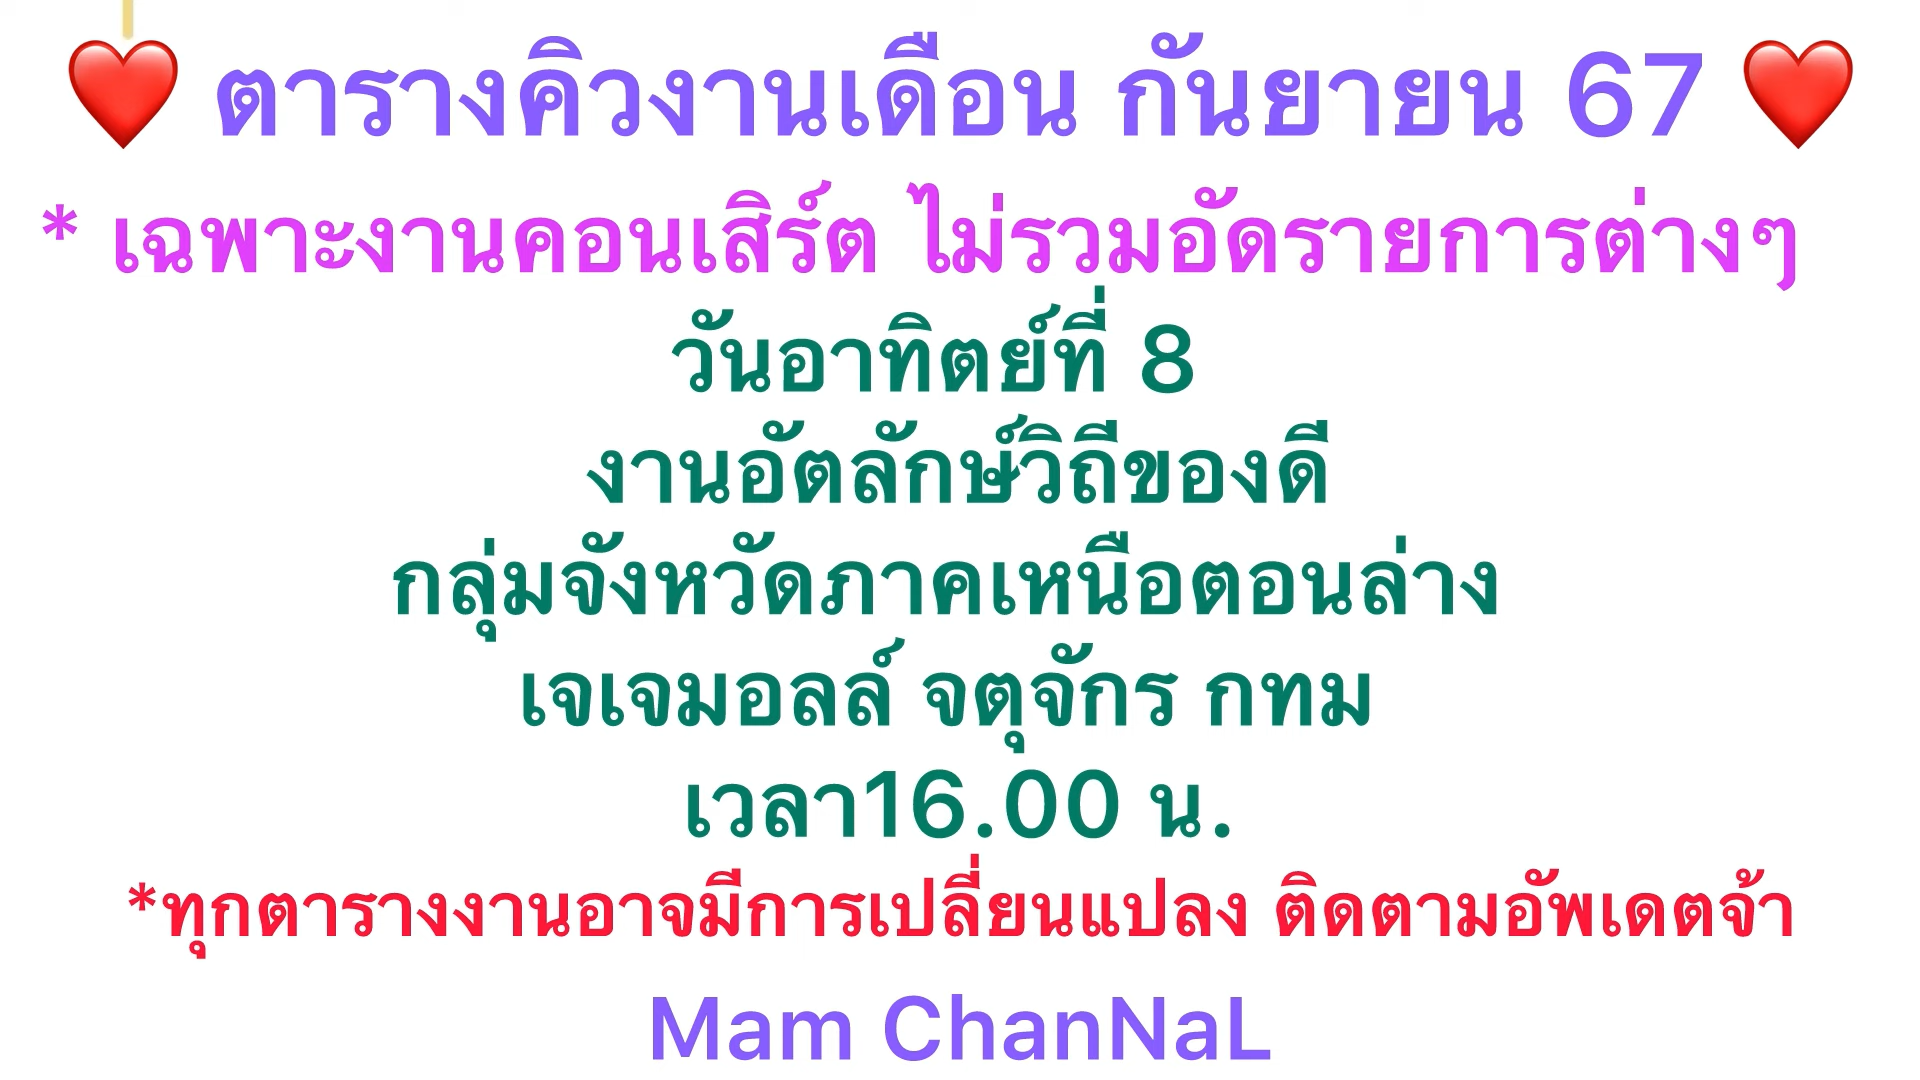 ❤️ ตารางคิวงานเดือน กันยายน 67 ❤️
* เฉพาะงานคอนเสิร์ต ไม่รวมอัดรายการต่างๆ
วันอาทิตย์ที่ 8
งานอัตลักษ์วิถีของดี
กลุ่มจังหวัดภาคเหนือตอนล่าง
เจเจมอลล์ จตุจักร กทม
เวลา16.00 น.
*ทุกตารางงานอาจมีการเปลี่ยนแปลง ติดตามอัพเดตจ้า
Mam ChanNaL